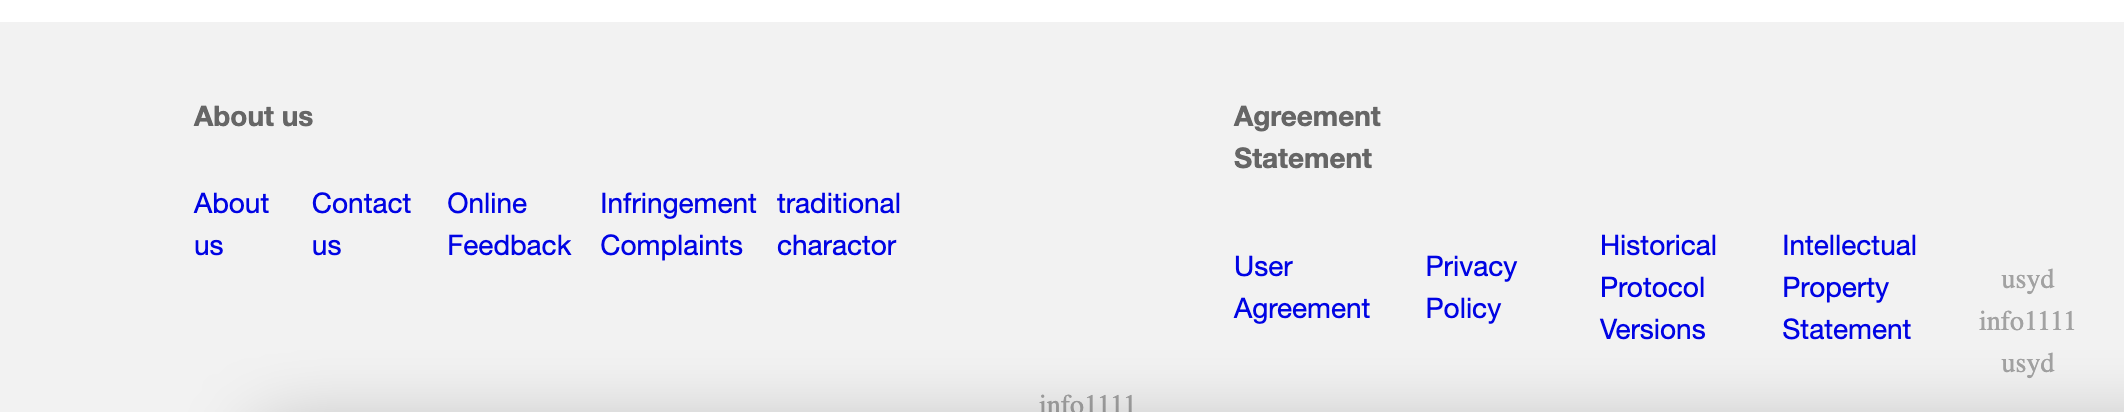 About us
About
us
Contact
us
Online
Feedback
Infringement
Complaints
traditional
charactor
Agreement
Statement
User
Agreement
Privacy
Policy
Historical
Protocol
Versions
Intellectual
Property
Statement
usyd
info1111
usyd
info1111